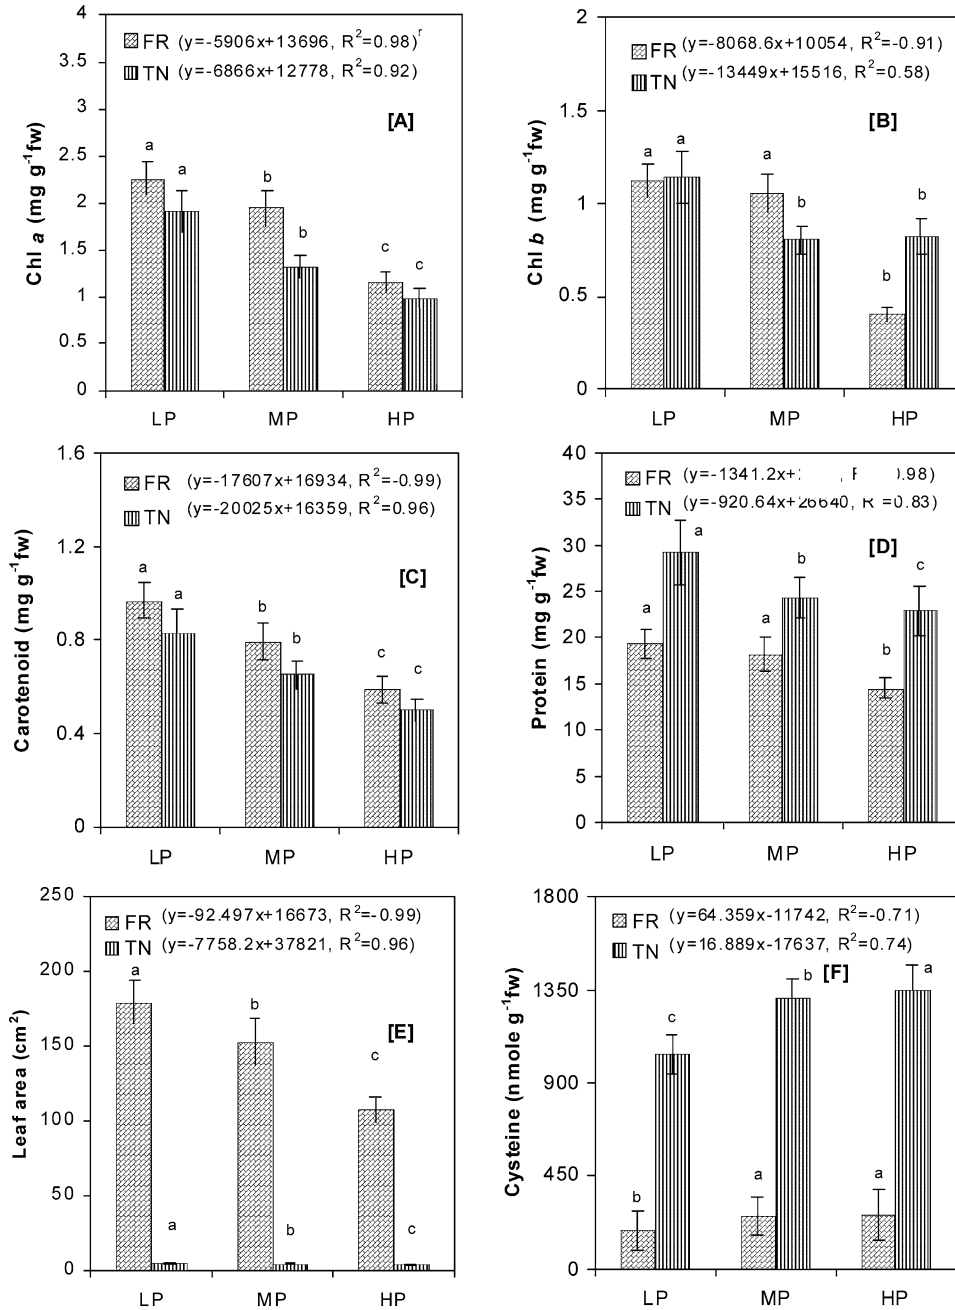 FR (y=-5906x+13696, R²=0.98)ʳ
TN (y=-6866x+12778, R²=0.92)
[A]
Chl a (mg g⁻¹fw)
4
3.5
3
2.5
2
1.5
1
0.5
0
a
a
b
b
c
c
LP MP HP
FR (y=-8068.6x+10054, R²=-0.91)
TN (y=-13449x+15516, R²=0.58)
[B]
Chl b (mg g⁻¹fw)
2
1.5
1
0.5
0
a
a
a
b
b
b
LP MP HP
FR (y=-17607x+16934, R²=-0.99)
TN (y=-20025x+16359, R²=0.96)
[C]
Carotenoid (mg g⁻¹fw)
1.6
1.2
0.8
0.4
0
a
a
b
b
c
c
LP MP HP
FR (y=-1341.2x+ , R .98)
TN (y=-920.64x+26640, R =0.83)
[D]
Protein (mg g⁻¹fw)
40
35
30
25
20
15
10
5
0
a
a
a
b
b
c
LP MP HP
FR (y=-92.497x+16673, R²=-0.99)
TN (y=-7758.2x+37821, R²=0.96)
[E]
Leaf area (cm²)
250
200
150
100
50
0
a
a
b
b
c
c
LP MP HP
FR (y=64.359x-11742, R²=-0.71)
TN (y=16.889x-17637, R²=0.74)
[F]
Cysteine (nmole g⁻¹fw)
1800
1350
900
450
0
b
c
a
b
a
a
LP MP HP